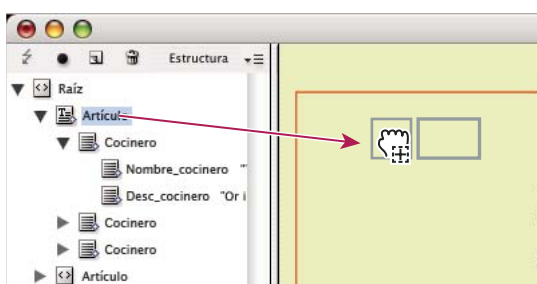 Estructura
Raíz
Artículo
Cocinero
Nombre_cocinero "
Desc_cocinero "Or i
Cocinero
Cocinero
Artículo